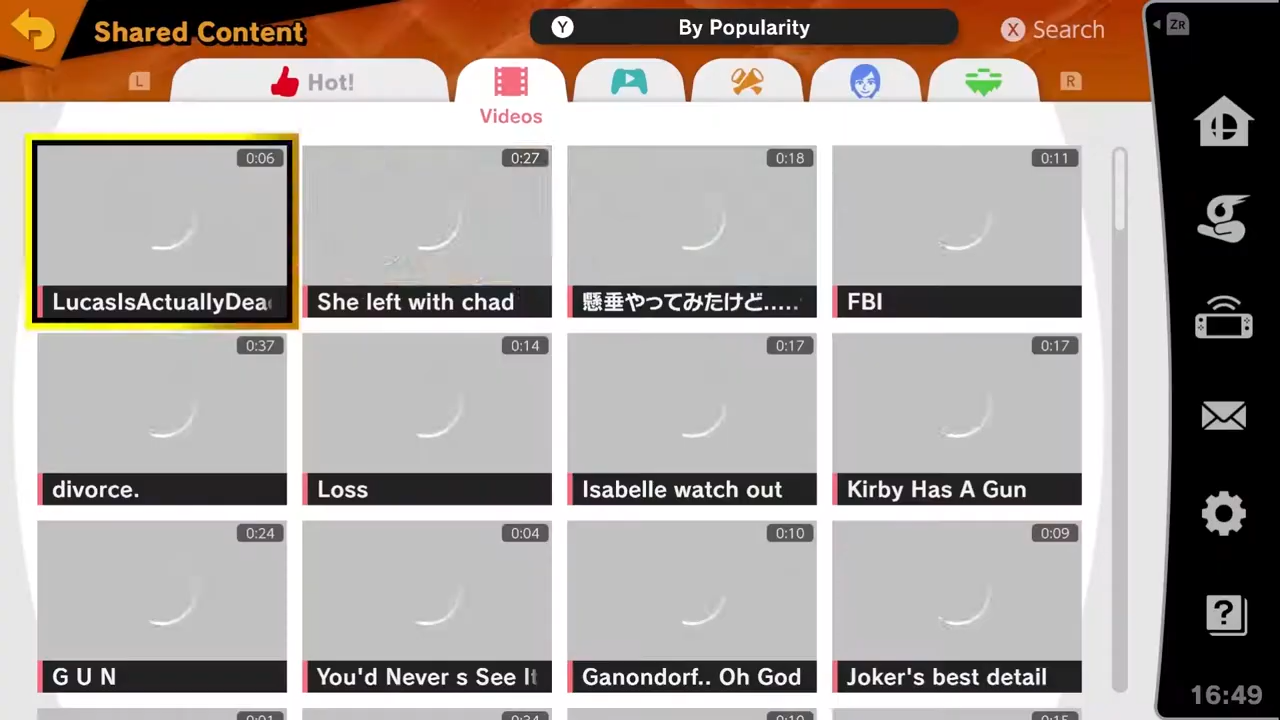 Shared Content
Y By Popularity
X Search
ZR
L
Hot!
R
Videos
0:06
0:27
0:18
0:11
LucasIsActuallyDea
She left with chad
懸垂やってみたけど.....
FBI
0:37
0:14
0:17
0:17
divorce.
Loss
Isabelle watch out
Kirby Has A Gun
0:24
0:04
0:10
0:09
G U N
You'd Never s See It
Ganondorf.. Oh God
Joker's best detail
16:49